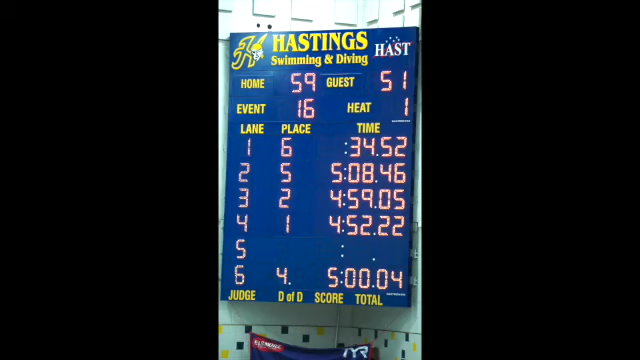 HASTINGS
Swimming & Diving
HAST
HOME 59 GUEST 51
EVENT 16 HEAT 1
LANE PLACE TIME
1 6 :34.52
2 5 5:08.46
3 2 4:59.05
4 1 4:52.22
5 : .
6 4. 5:00.04
JUDGE D of D SCORE TOTAL
TYR